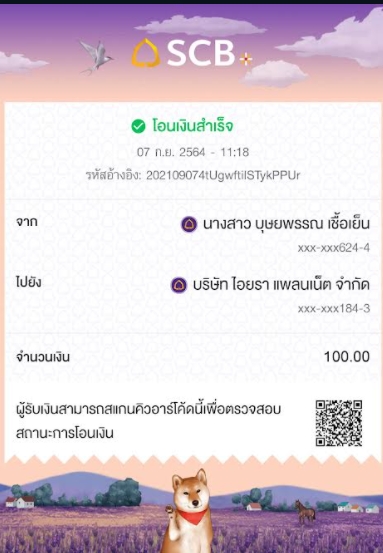 SCB+
โอนเงินสำเร็จ
07 ก.ย. 2564 - 11:18
รหัสอ้างอิง: 202109074tUgwftiISTykPPUr
จาก
นางสาว บุษยพรรณ เชื้อเย็น
xxx-xxx624-4
ไปยัง
บริษัท ไอยรา แพลนเน็ต จำกัด
xxx-xxx184-3
จำนวนเงิน
100.00
ผู้รับเงินสามารถสแกนคิวอาร์โค้ดนี้เพื่อตรวจสอบ
สถานะการโอนเงิน